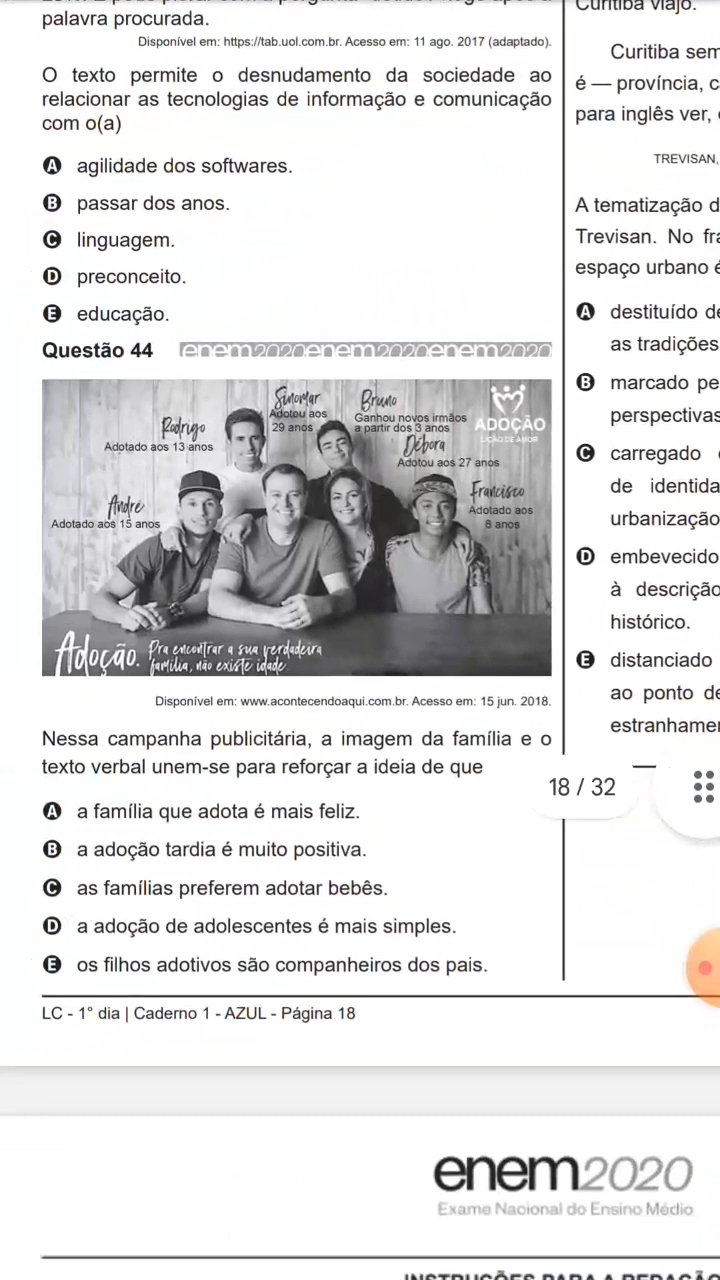 palavra procurada.
Disponível em: https://tab.uol.com.br. Acesso em: 11 ago. 2017 (adaptado).
O texto permite o desnudamento da sociedade ao
relacionar as tecnologias de informação e comunicação
com o(a)
A agilidade dos softwares.
B passar dos anos.
C linguagem.
D preconceito.
E educação.
Questão 44 enem2020enem2020enem2020
Sinomar
Adotou aos
29 anos
Bruno
Ganhou novos irmãos
a partir dos 3 anos
ADOÇÃO
LAÇO DE AMOR
Rodrigo
Adotado aos 13 anos
Débora
Adotou aos 27 anos
André
Adotado aos 15 anos
Francisco
Adotado aos
8 anos
Adoção. Pra encontrar a sua verdadeira
família, não existe idade.
Disponível em: www.acontecendoaqui.com.br. Acesso em: 15 jun. 2018.
Nessa campanha publicitária, a imagem da família e o
texto verbal unem-se para reforçar a ideia de que
A a família que adota é mais feliz.
B a adoção tardia é muito positiva.
C as famílias preferem adotar bebês.
D a adoção de adolescentes é mais simples.
E os filhos adotivos são companheiros dos pais.
LC - 1° dia | Caderno 1 - AZUL - Página 18
Curitiba viajo.
Curitiba sem
é — província, c
para inglês ver,
TREVISAN,
A tematização d
Trevisan. No fra
espaço urbano é
A destituído de
as tradições
B marcado pe
perspectivas
C carregado
de identida
urbanização
D embevecido
à descrição
histórico.
E distanciado
ao ponto de
estranhamen
18 / 32
enem2020
Exame Nacional do Ensino Médio
INSTRUÇÕES PARA A REDAÇÃO